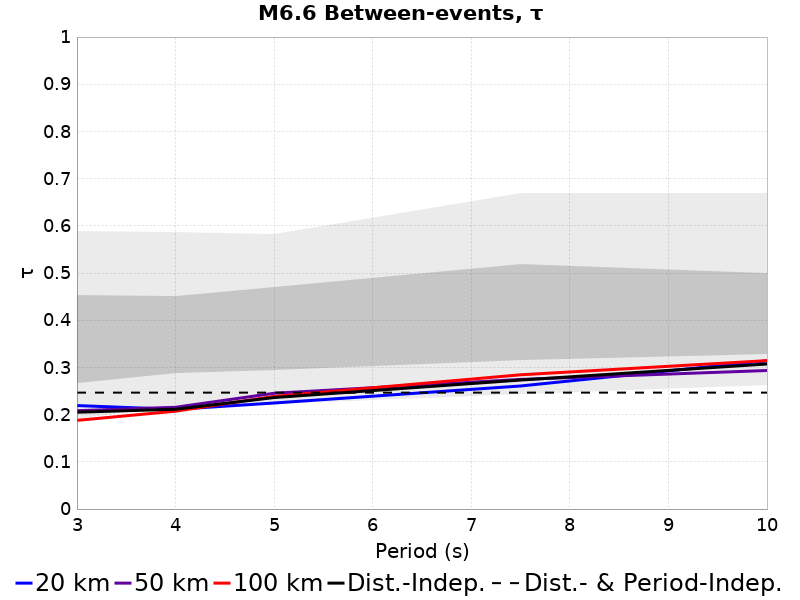 M6.6 Between-events, τ
1
0.9
0.8
0.7
0.6
0.5
0.4
0.3
0.2
0.1
0
τ
3 4 5 6 7 8 9 10
Period (s)
20 km 50 km 100 km Dist.-Indep. Dist.- & Period-Indep.